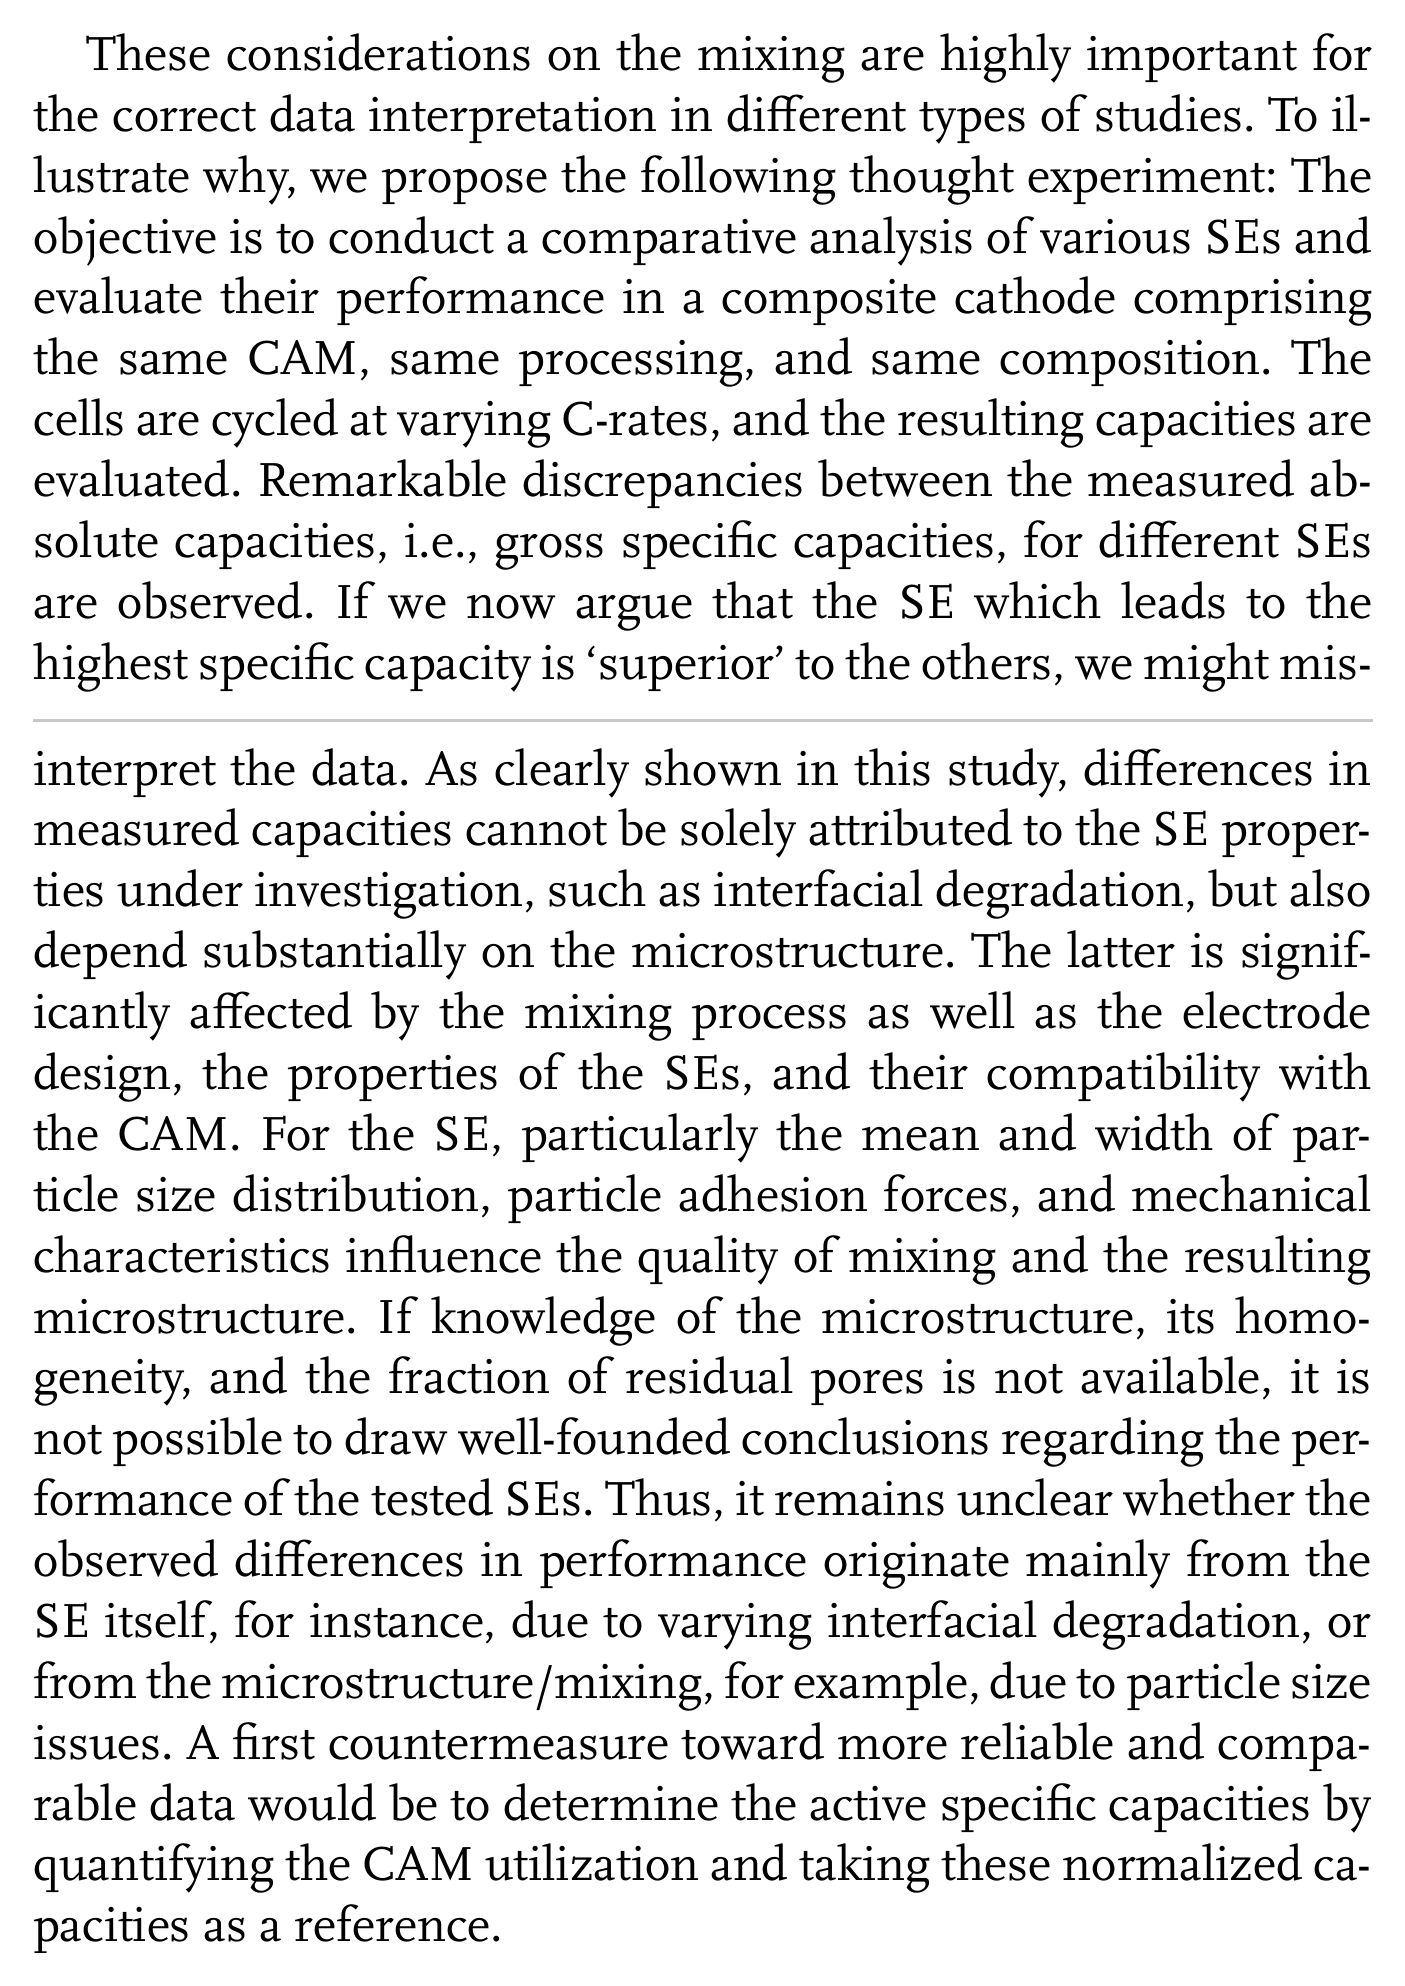 These considerations on the mixing are highly important for
the correct data interpretation in different types of studies. To il-
lustrate why, we propose the following thought experiment: The
objective is to conduct a comparative analysis of various SEs and
evaluate their performance in a composite cathode comprising
the same CAM, same processing, and same composition. The
cells are cycled at varying C-rates, and the resulting capacities are
evaluated. Remarkable discrepancies between the measured ab-
solute capacities, i.e., gross specific capacities, for different SEs
are observed. If we now argue that the SE which leads to the
highest specific capacity is ‘superior’ to the others, we might mis-
interpret the data. As clearly shown in this study, differences in
measured capacities cannot be solely attributed to the SE proper-
ties under investigation, such as interfacial degradation, but also
depend substantially on the microstructure. The latter is signif-
icantly affected by the mixing process as well as the electrode
design, the properties of the SEs, and their compatibility with
the CAM. For the SE, particularly the mean and width of par-
ticle size distribution, particle adhesion forces, and mechanical
characteristics influence the quality of mixing and the resulting
microstructure. If knowledge of the microstructure, its homo-
geneity, and the fraction of residual pores is not available, it is
not possible to draw well-founded conclusions regarding the per-
formance of the tested SEs. Thus, it remains unclear whether the
observed differences in performance originate mainly from the
SE itself, for instance, due to varying interfacial degradation, or
from the microstructure/mixing, for example, due to particle size
issues. A first countermeasure toward more reliable and compa-
rable data would be to determine the active specific capacities by
quantifying the CAM utilization and taking these normalized ca-
pacities as a reference.